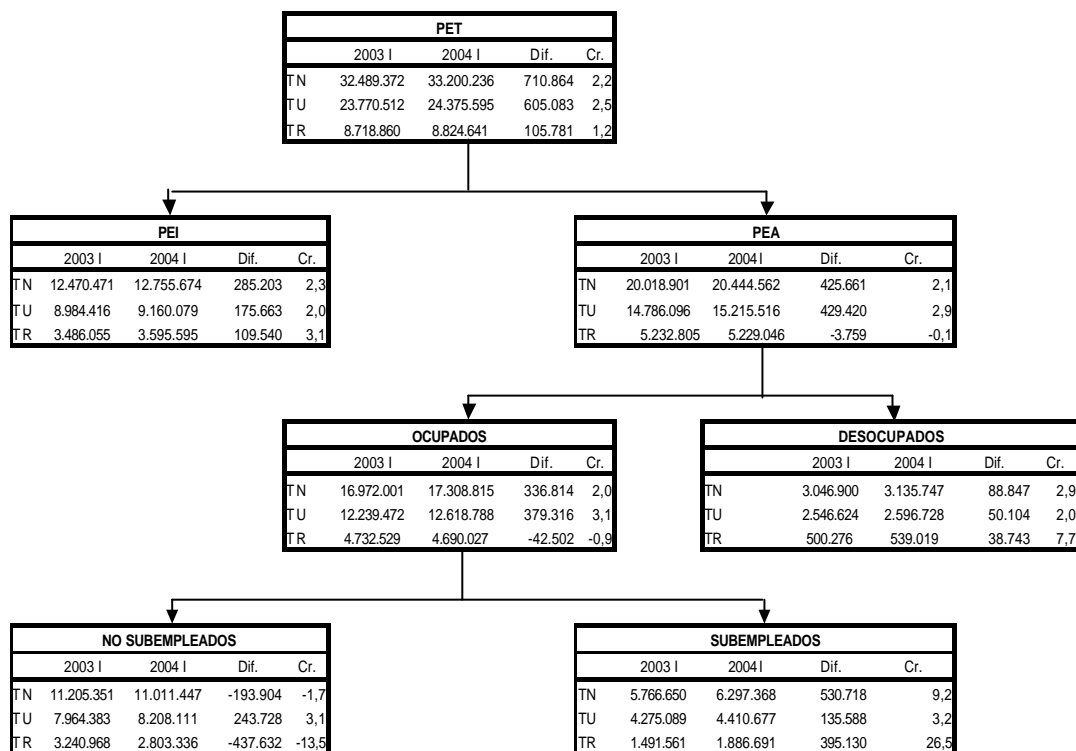 PET
2003 I 2004 I Dif. Cr.
TN 32.489.372 33.200.236 710.864 2,2
TU 23.770.512 24.375.595 605.083 2,5
TR 8.718.860 8.824.641 105.781 1,2
PEI
2003 I 2004 I Dif. Cr.
TN 12.470.471 12.755.674 285.203 2,3
TU 8.984.416 9.160.079 175.663 2,0
TR 3.486.055 3.595.595 109.540 3,1
PEA
2003 I 2004 I Dif. Cr.
TN 20.018.901 20.444.562 425.661 2,1
TU 14.786.096 15.215.516 429.420 2,9
TR 5.232.805 5.229.046 -3.759 -0,1
OCUPADOS
2003 I 2004 I Dif. Cr.
TN 16.972.001 17.308.815 336.814 2,0
TU 12.239.472 12.618.788 379.316 3,1
TR 4.732.529 4.690.027 -42.502 -0,9
DESOCUPADOS
2003 I 2004 I Dif. Cr.
TN 3.046.900 3.135.747 88.847 2,9
TU 2.546.624 2.596.728 50.104 2,0
TR 500.276 539.019 38.743 7,7
NO SUBEMPLEADOS
2003 I 2004 I Dif. Cr.
TN 11.205.351 11.011.447 -193.904 -1,7
TU 7.964.383 8.208.111 243.728 3,1
TR 3.240.968 2.803.336 -437.632 -13,5
SUBEMPLEADOS
2003 I 2004 I Dif. Cr.
TN 5.766.650 6.297.368 530.718 9,2
TU 4.275.089 4.410.677 135.588 3,2
TR 1.491.561 1.886.691 395.130 26,5